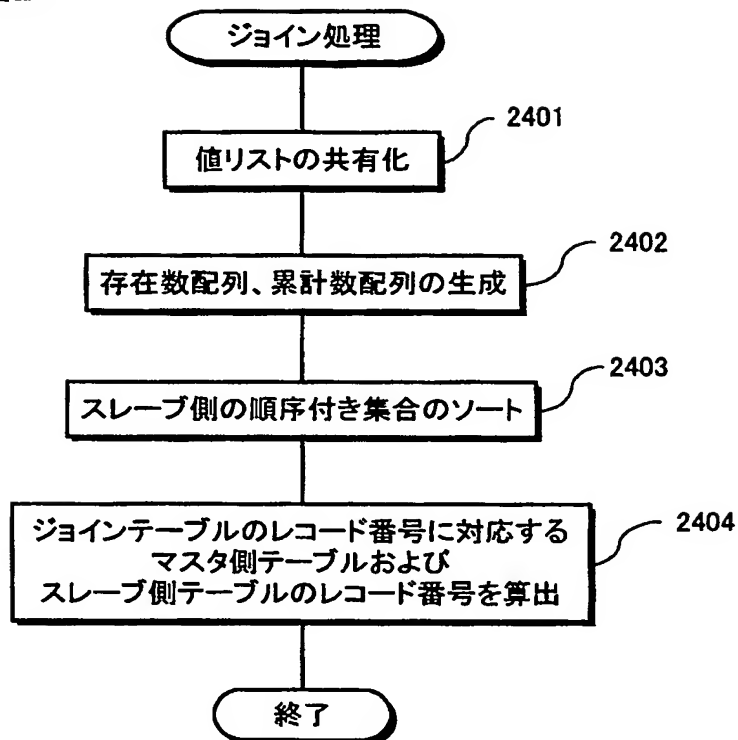 ジョイン処理
2401
値リストの共有化
2402
存在数配列、累計数配列の生成
2403
スレーブ側の順序付き集合のソート
2404
ジョインテーブルのレコード番号に対応する
マスタ側テーブルおよび
スレーブ側テーブルのレコード番号を算出
終了